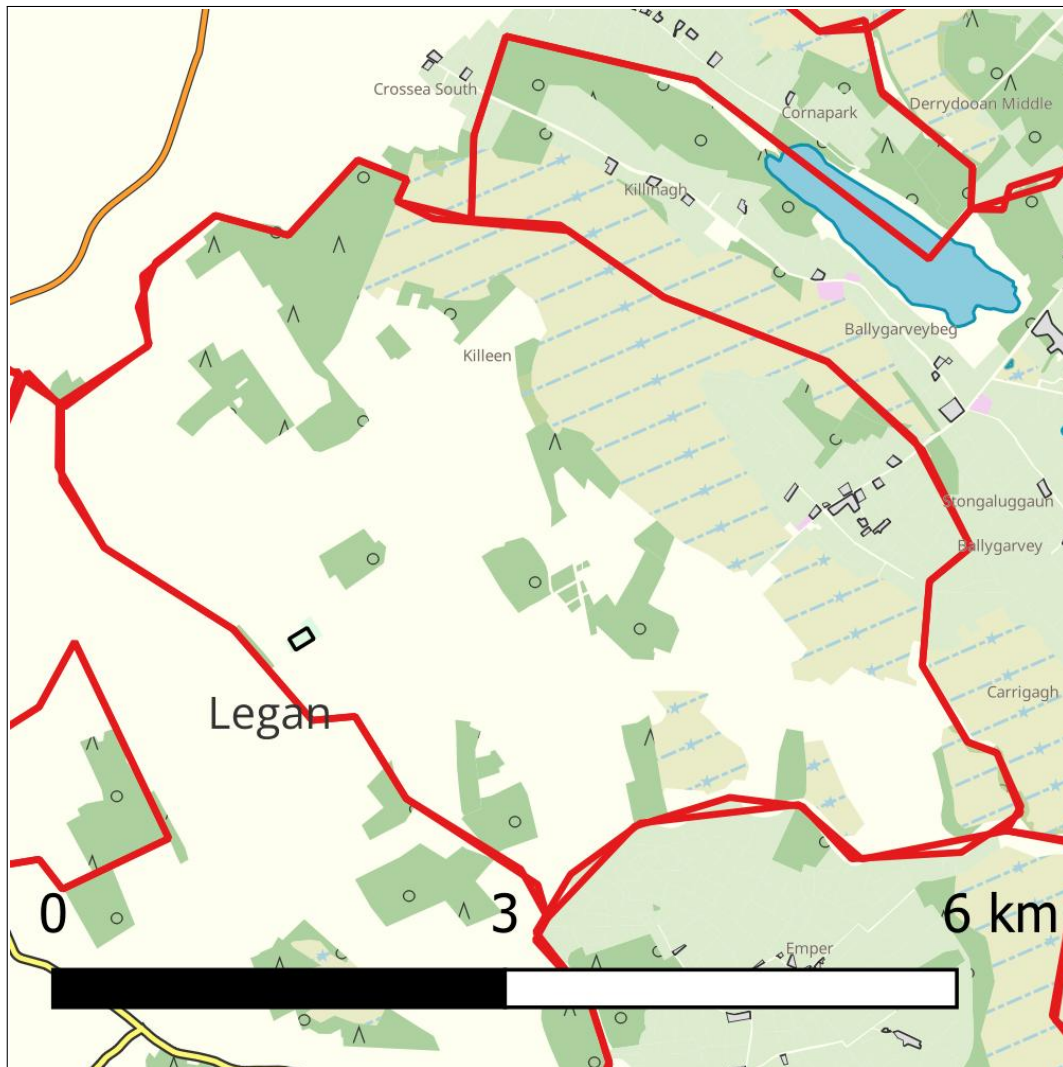 Crossea South
Cornapark
Derrydooan Middle
Killinagh
Ballygarveybeg
Killeen
Stongaluggaun
Ballygarvey
Carrigagh
Legan
0 3 6 km
Emper